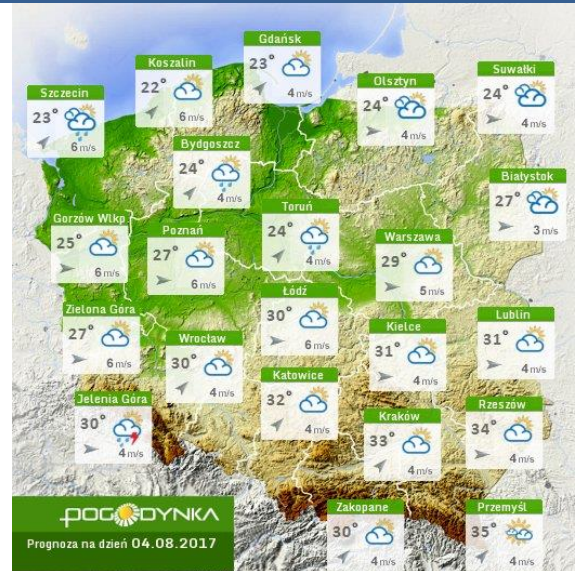 Gdańsk
23°
4 m/s
Koszalin
22°
6 m/s
Suwałki
24°
4 m/s
Olsztyn
24°
4 m/s
Szczecin
23°
6 m/s
Bydgoszcz
24°
4 m/s
Białystok
27°
3 m/s
Toruń
24°
4 m/s
Gorzów Wlkp
25°
6 m/s
Poznań
27°
6 m/s
Warszawa
29°
5 m/s
Łódź
30°
6 m/s
Zielona Góra
27°
6 m/s
Lublin
31°
4 m/s
Kielce
31°
4 m/s
Wrocław
30°
4 m/s
Katowice
32°
4 m/s
Jelenia Góra
30°
4 m/s
Rzeszów
34°
4 m/s
Kraków
33°
4 m/s
Zakopane
30°
4 m/s
Przemyśl
35°
4 m/s
POGODYNKA
Prognoza na dzień 04.08.2017